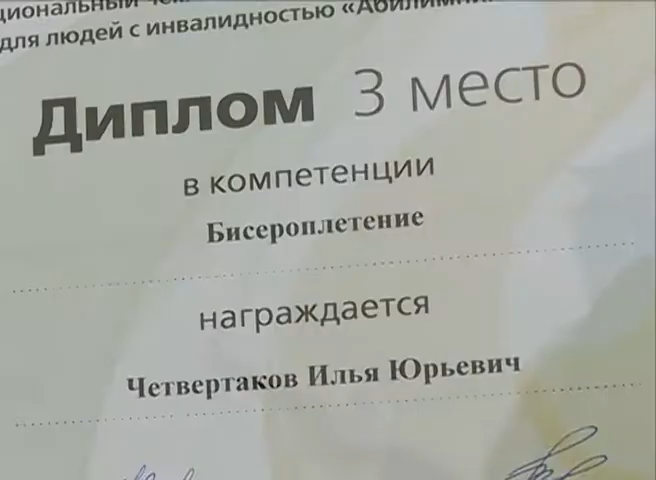 для людей с инвалидностью
Диплом 3 место
в компетенции
Бисероплетение
награждается
Четвертаков Илья Юрьевич